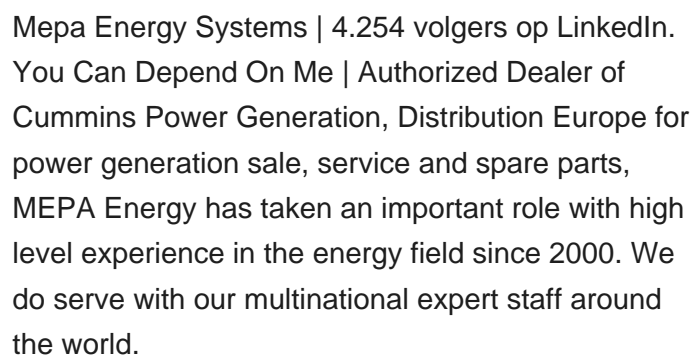 Mepa Energy Systems | 4.254 volgers op LinkedIn.
You Can Depend On Me | Authorized Dealer of
Cummins Power Generation, Distribution Europe for
power generation sale, service and spare parts,
MEPA Energy has taken an important role with high
level experience in the energy field since 2000. We
do serve with our multinational expert staff around
the world.